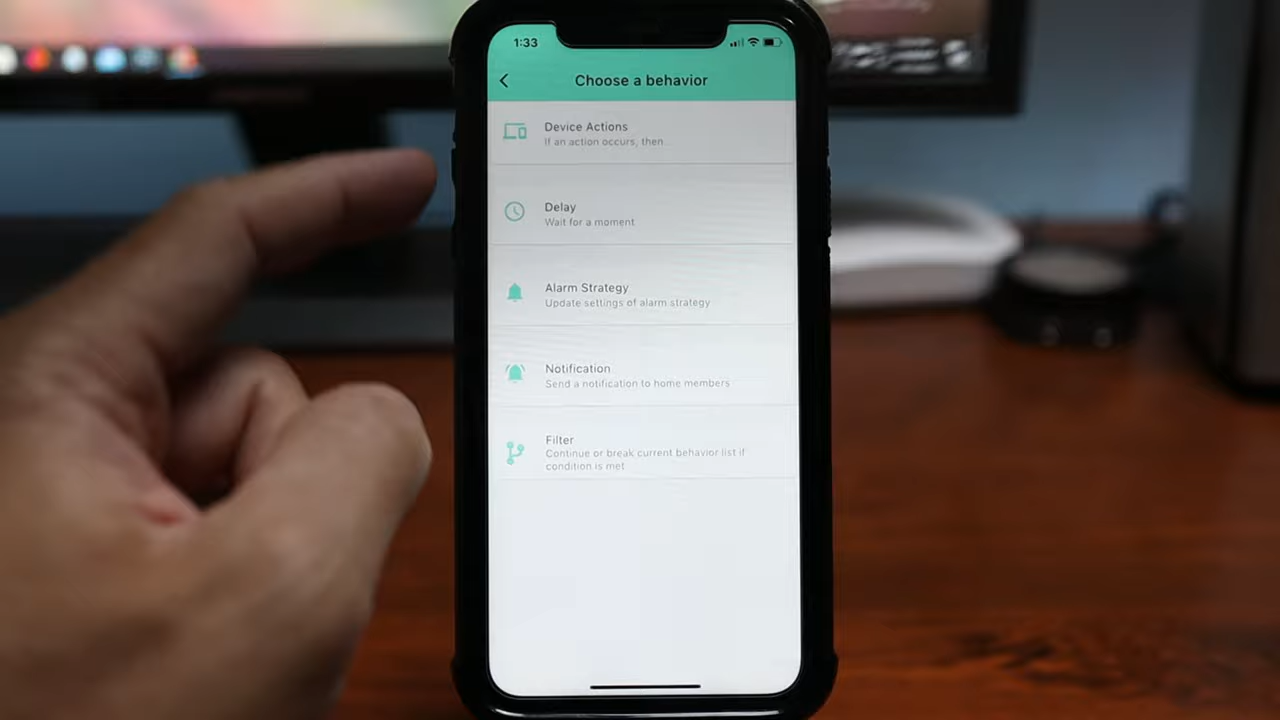 1:33
Choose a behavior
Device Actions
If an action occurs, then
Delay
Wait for a moment
Alarm Strategy
Update settings of alarm strategy
Notification
Send a notification to home members
Filter
Continue or break current behavior list if
condition is met